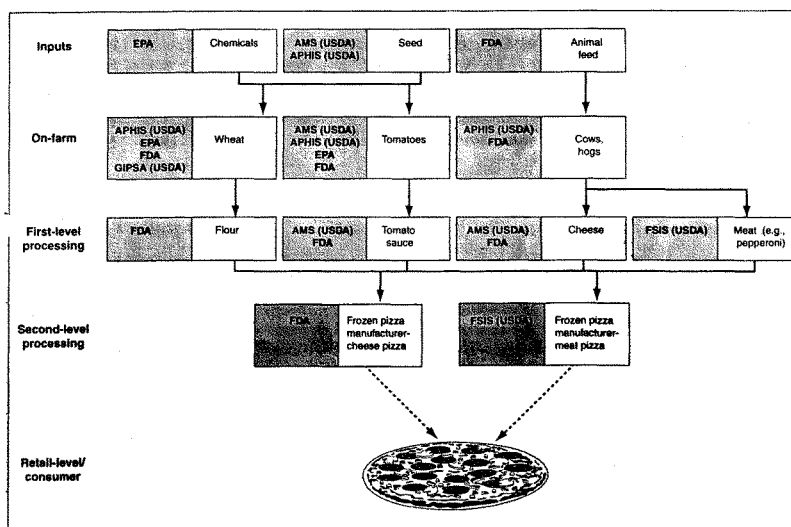 Inputs
EPA
Chemicals
AMS (USDA)
APHIS (USDA)
Seed
FDA
Animal
feed
On-farm
APHIS (USDA)
EPA
FDA
GIPSA (USDA)
Wheat
AMS (USDA)
APHIS (USDA)
EPA
FDA
Tomatoes
APHIS (USDA)
FDA
Cows,
hogs
First-level
processing
FDA
Flour
AMS (USDA)
FDA
Tomato
sauce
AMS (USDA)
FDA
Cheese
FSIS (USDA)
Meat (e.g.,
pepperoni)
Second-level
processing
FDA
Frozen pizza
manufacturer-
cheese pizza
FSIS (USDA)
Frozen pizza
manufacturer-
meat pizza
Retail-level/
consumer